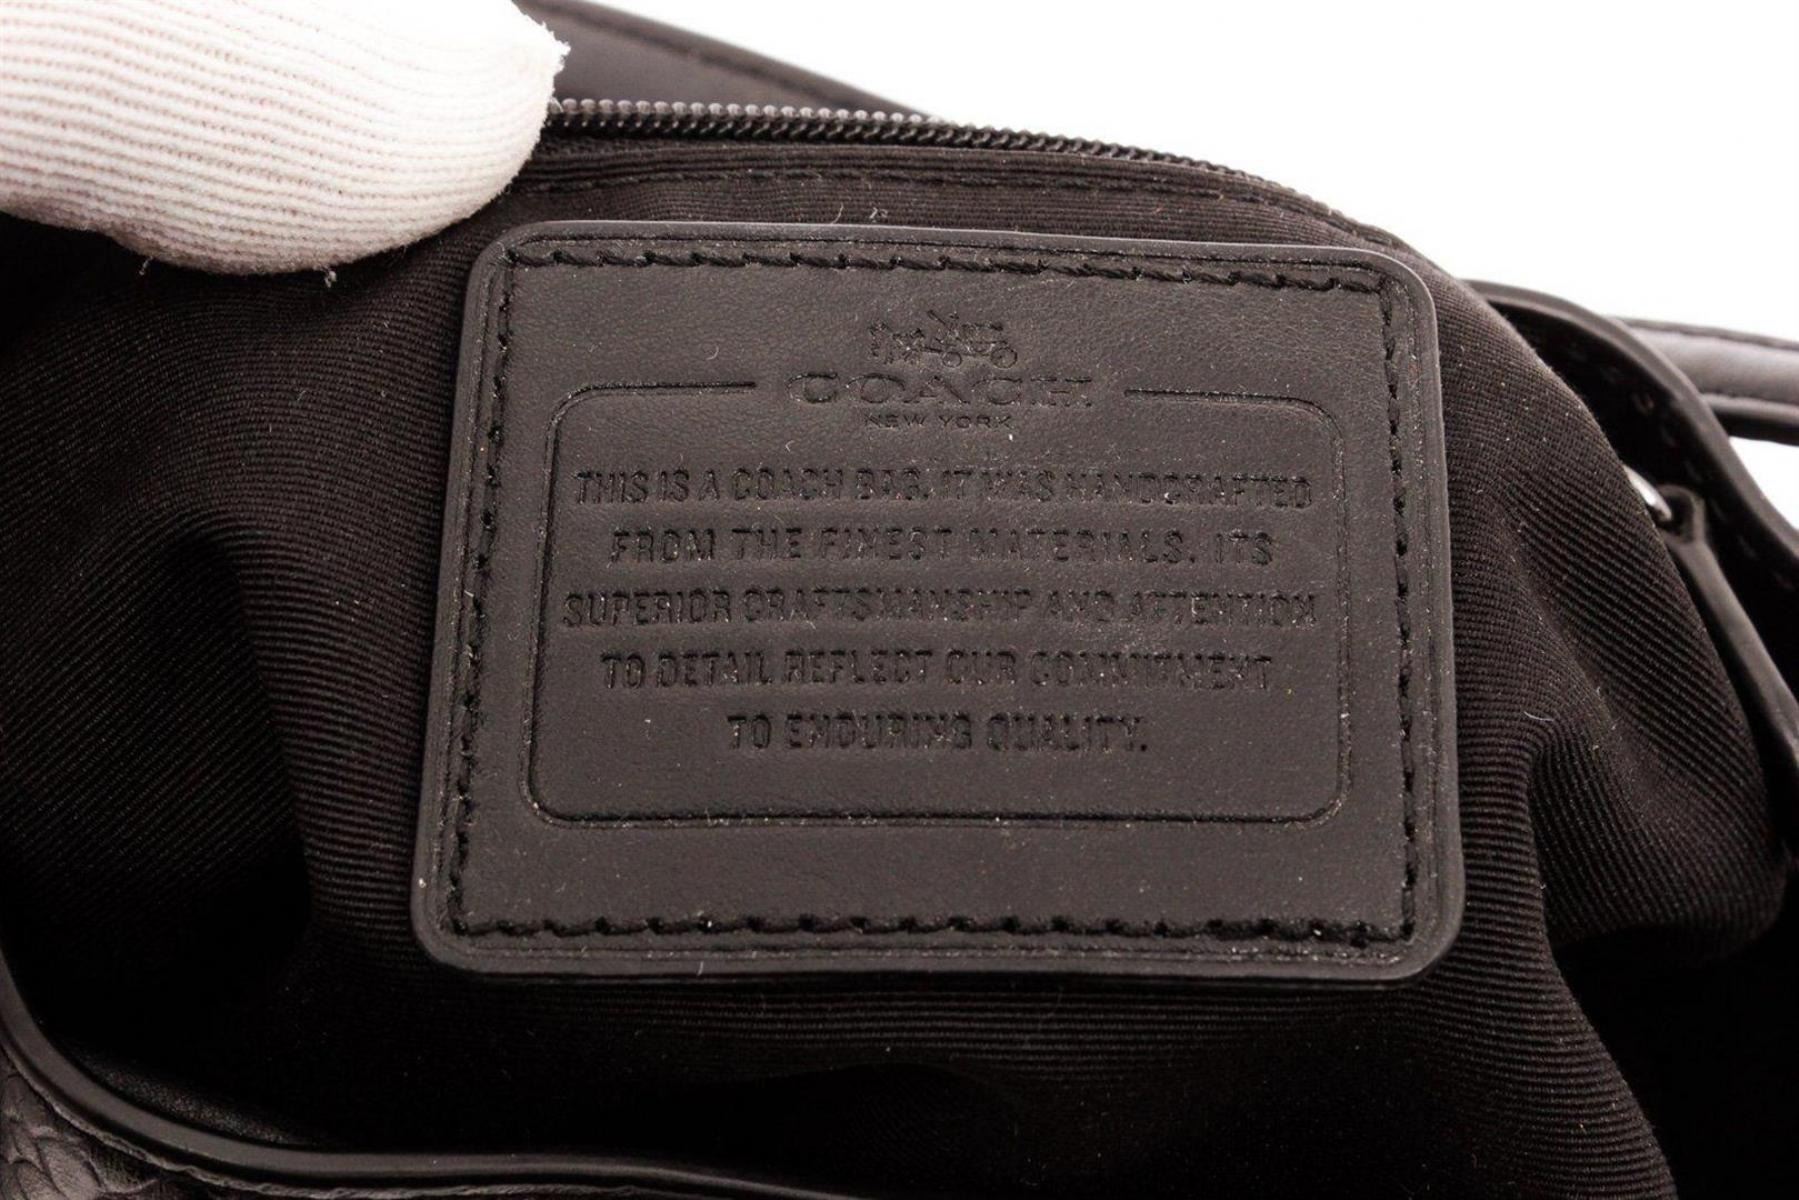 COACH
NEW YORK
THIS IS A COACH BAG. IT WAS HANDCRAFTED
FROM THE FINEST MATERIALS. ITS
SUPERIOR CRAFTSMANSHIP AND ATTENTION
TO DETAIL REFLECT OUR COMMITMENT
TO ENDURING QUALITY.